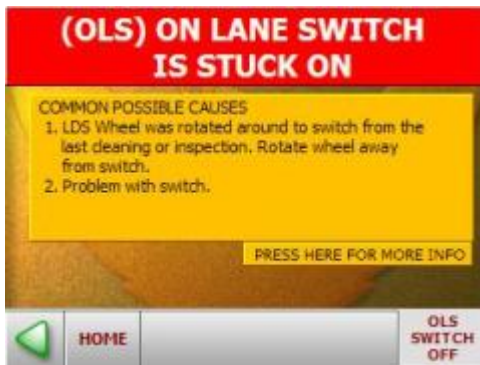 (OLS) ON LANE SWITCH
IS STUCK ON
COMMON POSSIBLE CAUSES
1. LDS Wheel was rotated around to switch from the
last cleaning or inspection. Rotate wheel away
from switch.
2. Problem with switch.
PRESS HERE FOR MORE INFO
HOME
OLS
SWITCH
OFF